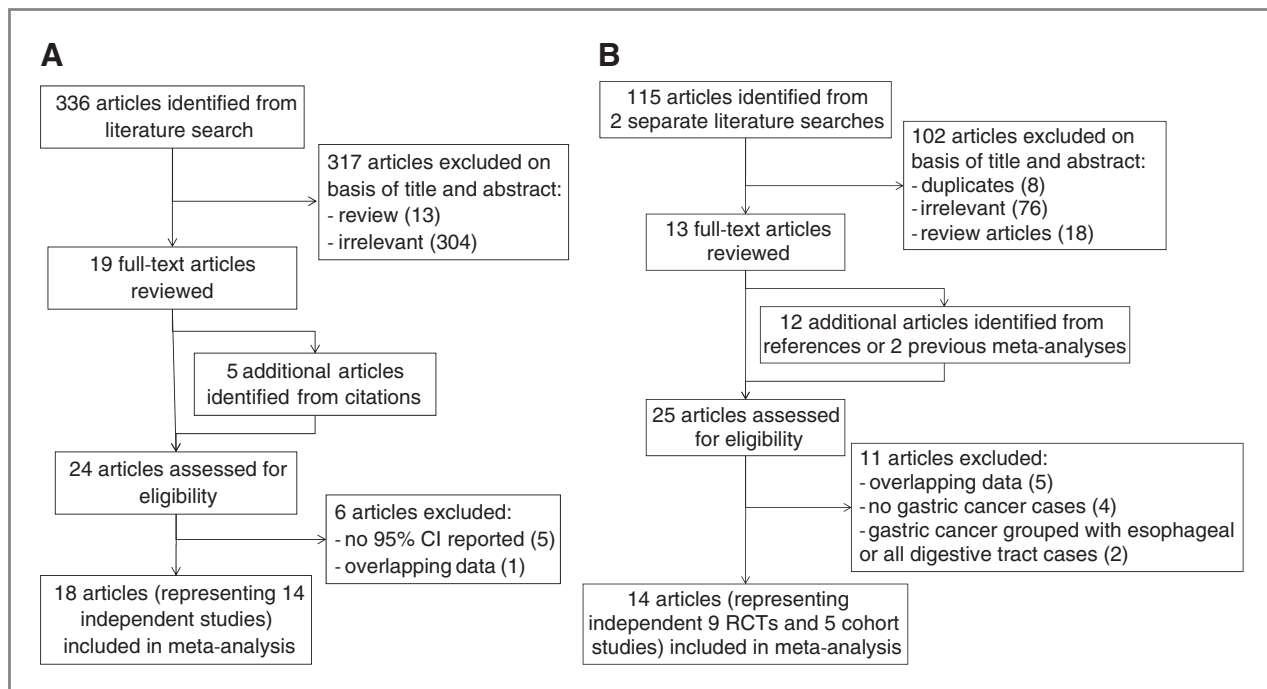 A
336 articles identified from
literature search
317 articles excluded on
basis of title and abstract:
- review (13)
- irrelevant (304)
19 full-text articles
reviewed
5 additional articles
identified from citations
24 articles assessed for
eligibility
6 articles excluded:
- no 95% CI reported (5)
- overlapping data (1)
18 articles (representing 14
independent studies)
included in meta-analysis
B
115 articles identified from
2 separate literature searches
102 articles excluded on
basis of title and abstract:
- duplicates (8)
- irrelevant (76)
- review articles (18)
13 full-text articles
reviewed
12 additional articles identified from
references or 2 previous meta-analyses
25 articles assessed
for eligibility
11 articles excluded:
- overlapping data (5)
- no gastric cancer cases (4)
- gastric cancer grouped with esophageal
or all digestive tract cases (2)
14 articles (representing
independent 9 RCTs and 5 cohort
studies) included in meta-analysis